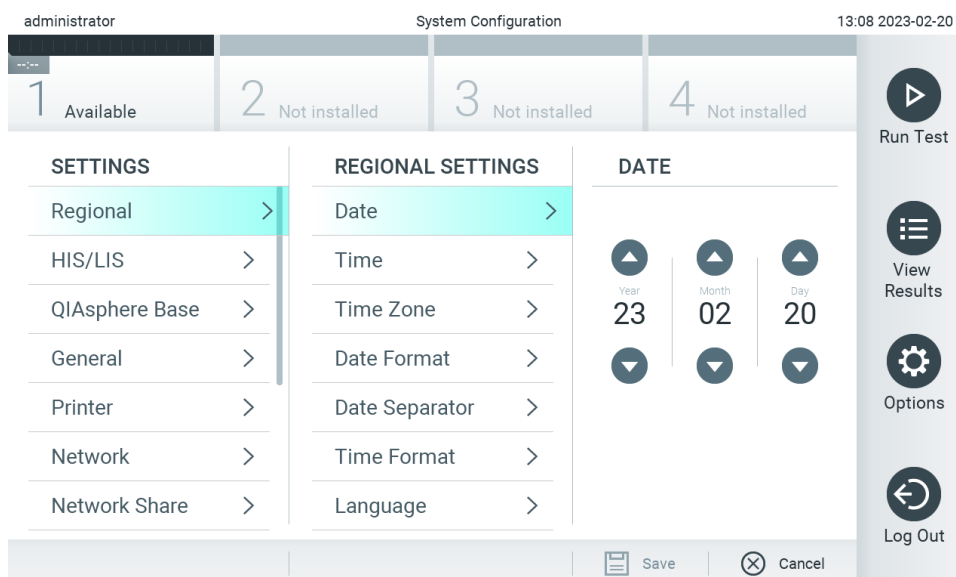 administrator
System Configuration
13:08 2023-02-20
--:--
1 Available
2 Not installed
3 Not installed
4 Not installed
Run Test
View
Results
Options
Log Out
SETTINGS
Regional
HIS/LIS
QIAsphere Base
General
Printer
Network
Network Share
REGIONAL SETTINGS
Date
Time
Time Zone
Date Format
Date Separator
Time Format
Language
DATE
Year Month Day
23 02 20
Save
Cancel